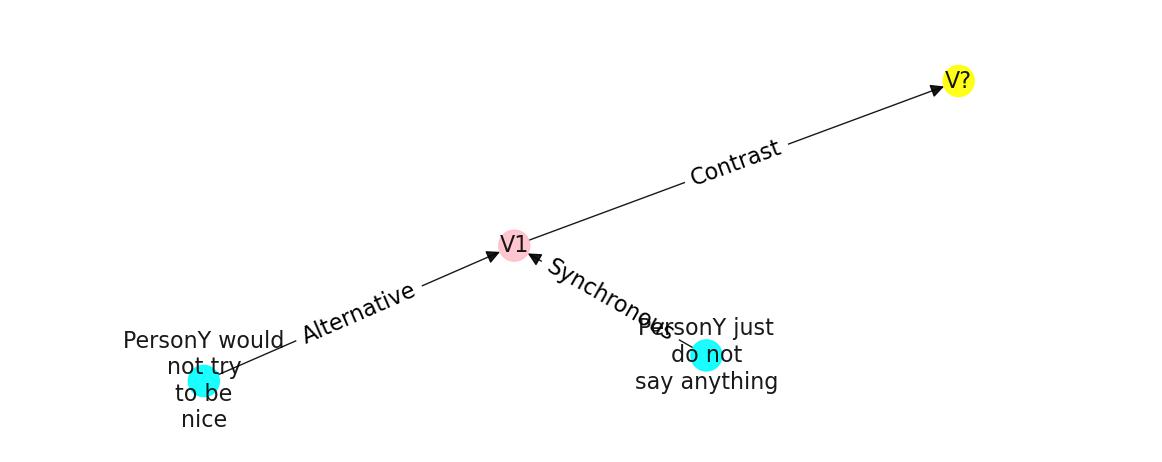 V?
Contrast
V1
Synchronous
Alternative
PersonY would
not try
to be
nice
PersonY just
do not
say anything